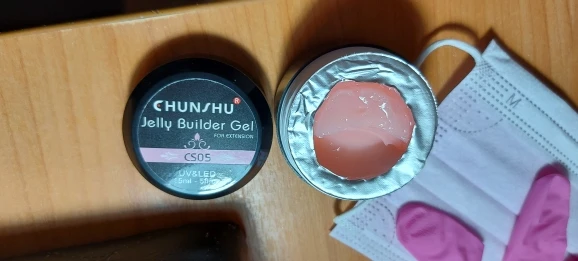 CHUNSHU®
Jelly Builder Gel
FOR EXTENSION
CS05
UV&LED
M